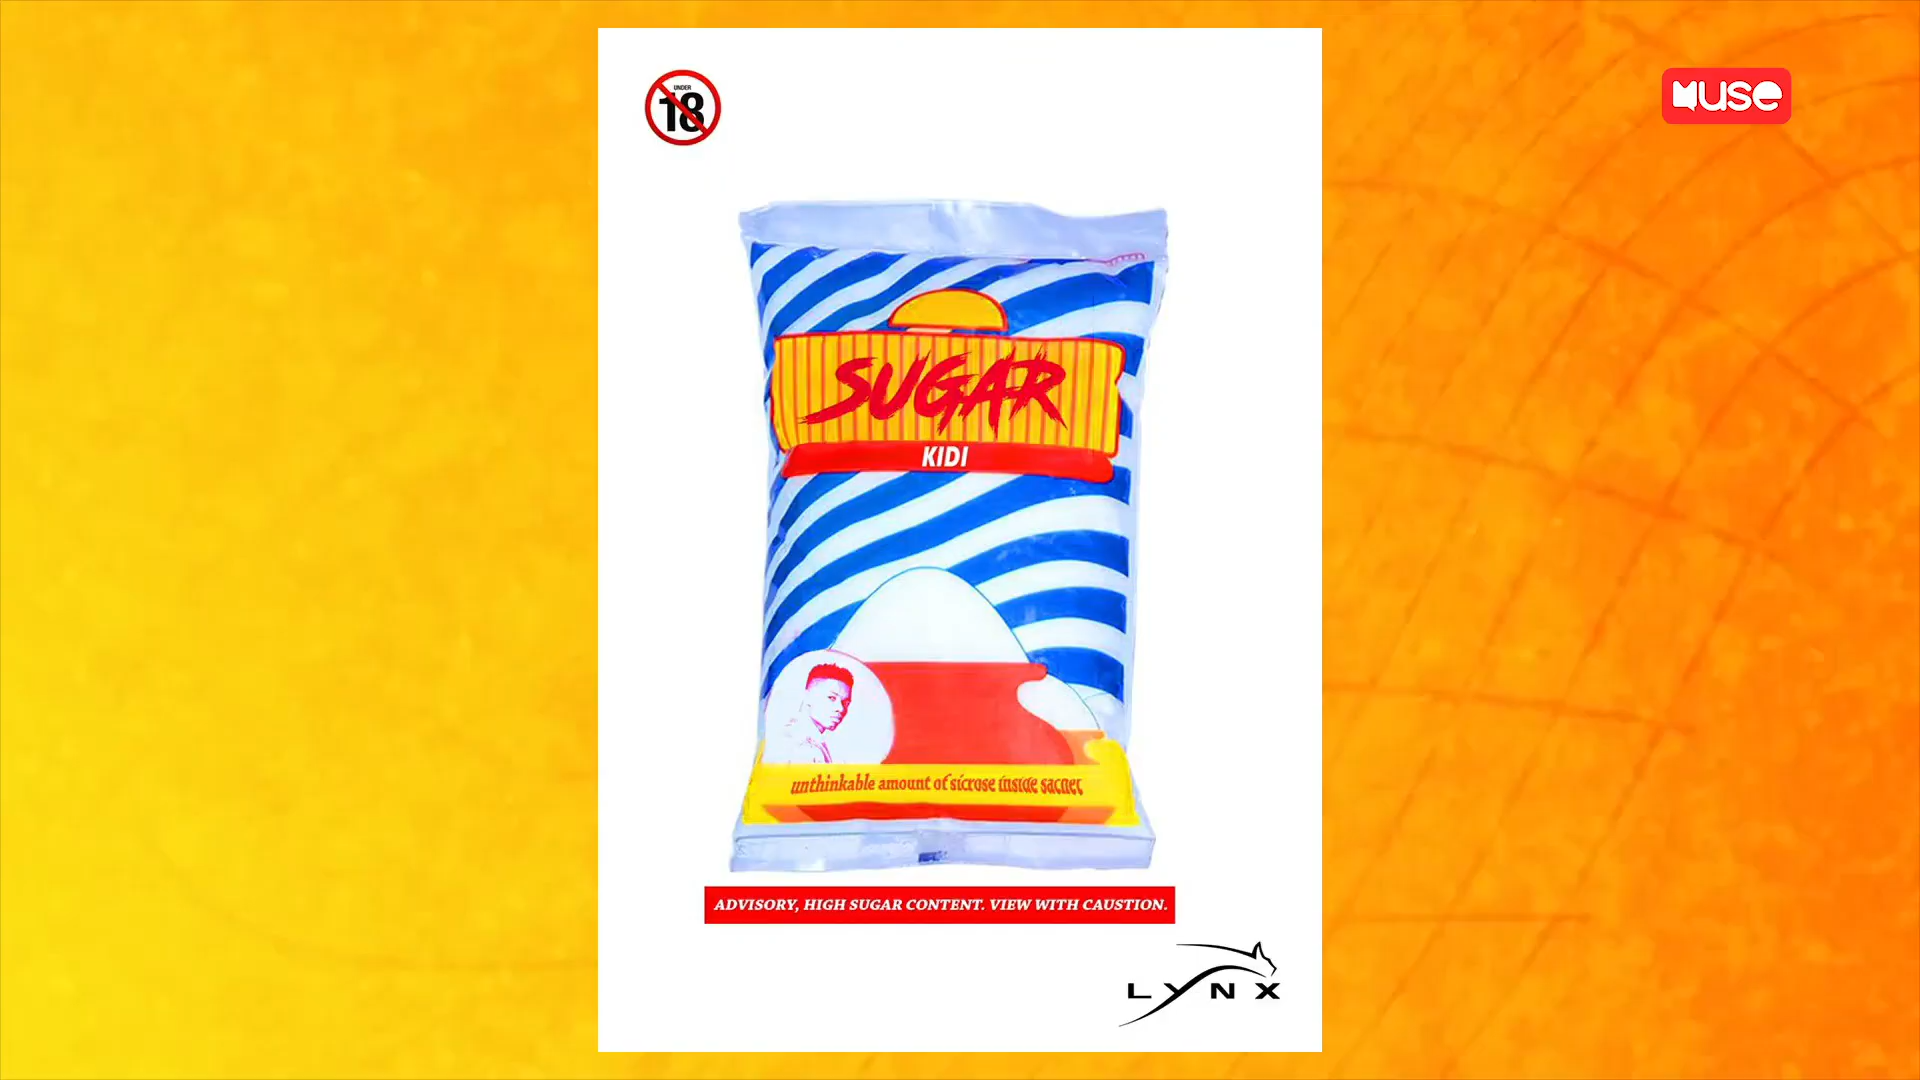 UNDER
18
muse
SUGAR
KIDI
unthinkable amount of sicrose inside sachet
ADVISORY, HIGH SUGAR CONTENT. VIEW WITH CAUSTION.
LYNX